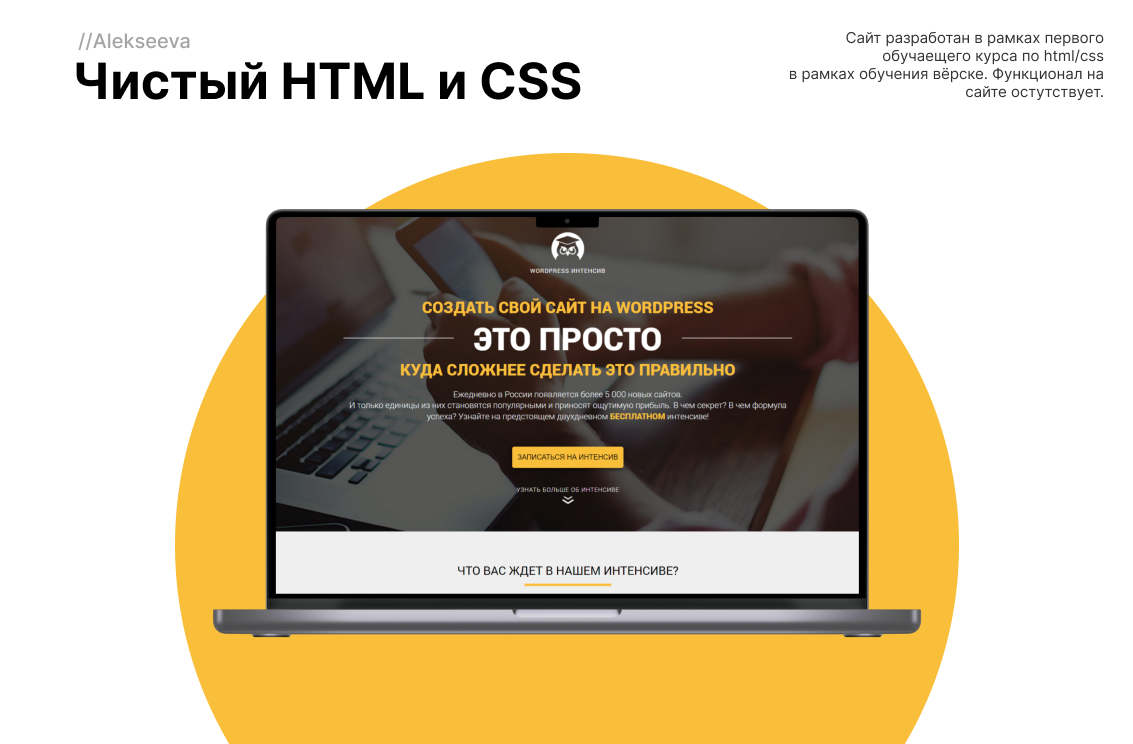 //Alekseeva
Чистый HTML и CSS
Сайт разработан в рамках первого
обучаещего курса по html/css
в рамках обучения вёрске. Функционал на
сайте остутствует.
WORDPRESS ИНТЕНСИВ
СОЗДАТЬ СВОЙ САЙТ НА WORDPRESS
ЭТО ПРОСТО
КУДА СЛОЖНЕЕ СДЕЛАТЬ ЭТО ПРАВИЛЬНО
Ежедневно в России появляется более 5 000 новых сайтов.
И только единицы из них становятся популярными и приносят ощутимую прибыль. В чем секрет? В чем формула
успеха? Узнайте на предстоящем двухдневном БЕСПЛАТНОМ интенсиве!
ЗАПИСАТЬСЯ НА ИНТЕНСИВ
УЗНАТЬ БОЛЬШЕ ОБ ИНТЕНСИВЕ
ЧТО ВАС ЖДЕТ В НАШЕМ ИНТЕНСИВЕ?